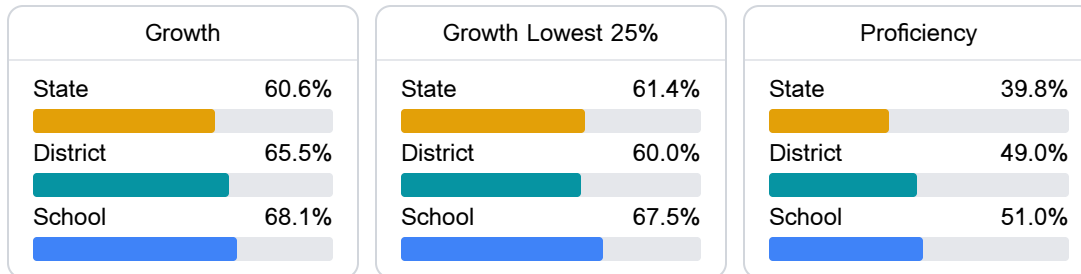 Growth
State 60.6%
District 65.5%
School 68.1%
Growth Lowest 25%
State 61.4%
District 60.0%
School 67.5%
Proficiency
State 39.8%
District 49.0%
School 51.0%